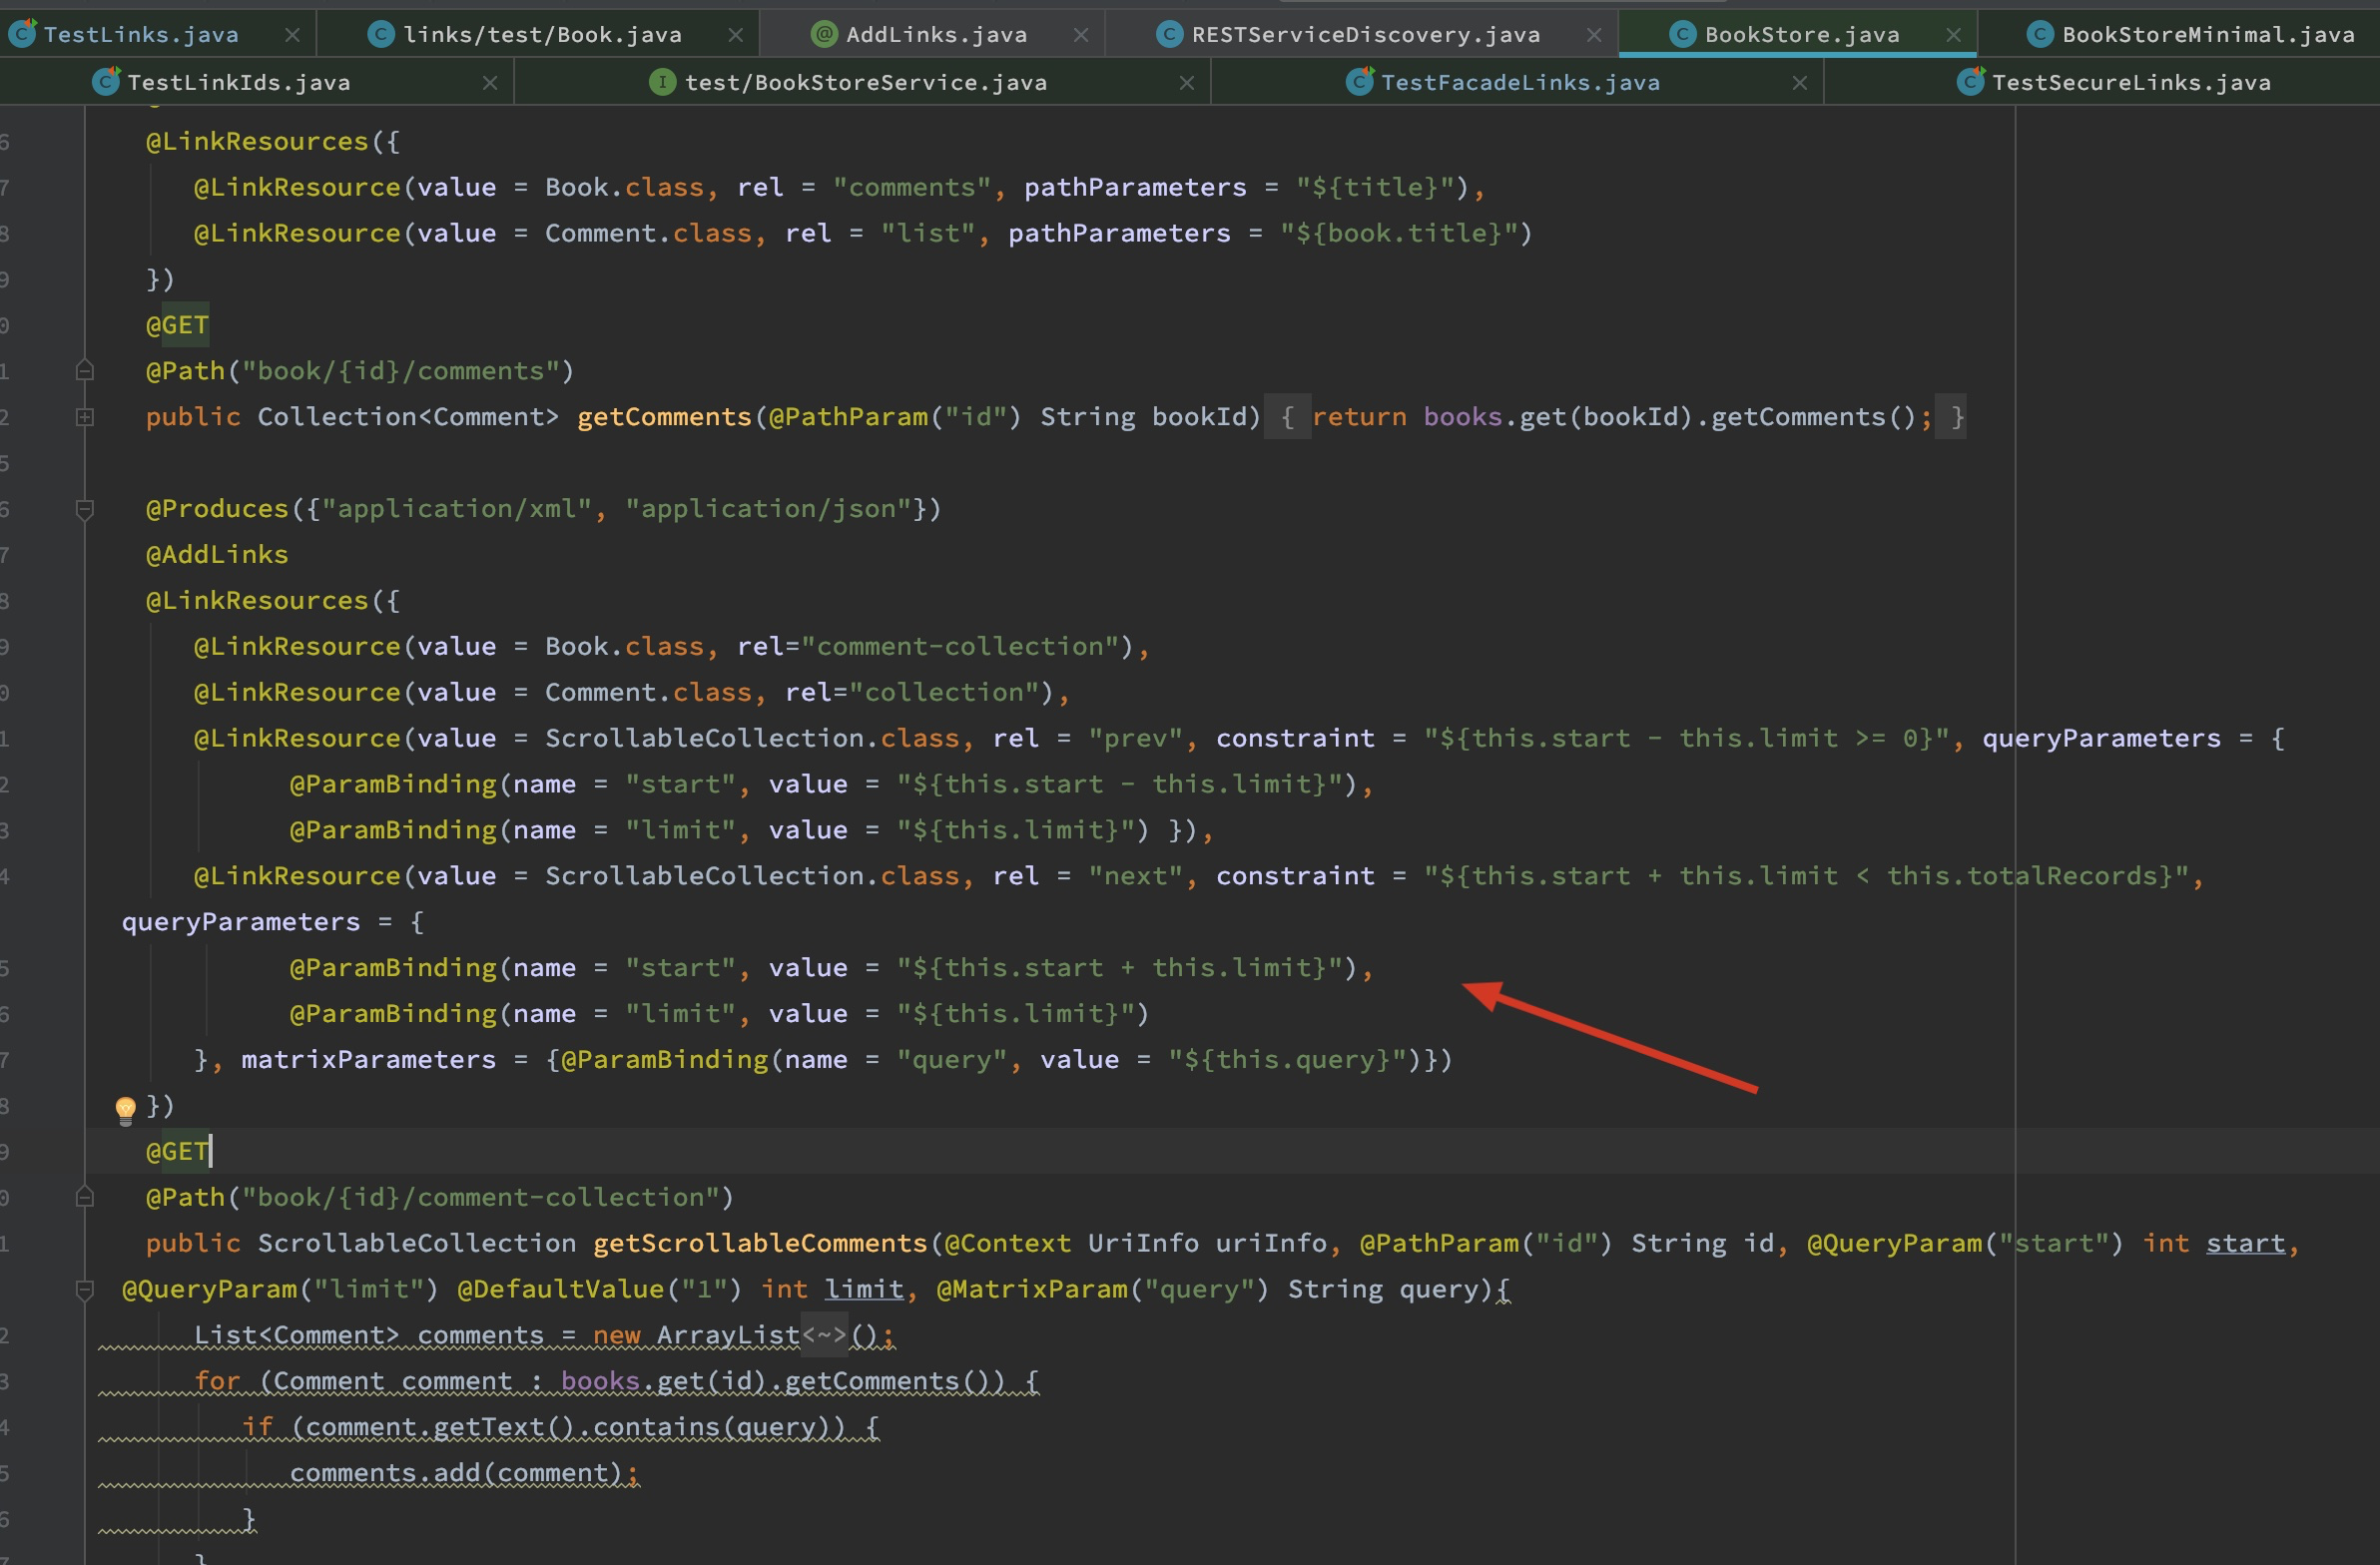 TestLinks.java links/test/Book.java AddLinks.java RESTServiceDiscovery.java BookStore.java BookStoreMinimal.java
TestLinkIds.java test/BookStoreService.java TestFacadeLinks.java TestSecureLinks.java
6 @LinkResources({
7 @LinkResource(value = Book.class, rel = "comments", pathParameters = "${title}"),
8 @LinkResource(value = Comment.class, rel = "list", pathParameters = "${book.title}")
9 })
0 @GET
1 @Path("book/{id}/comments")
2 public Collection<Comment> getComments(@PathParam("id") String bookId) { return books.get(bookId).getComments(); }
5
6 @Produces({"application/xml", "application/json"})
7 @AddLinks
8 @LinkResources({
9 @LinkResource(value = Book.class, rel="comment-collection"),
0 @LinkResource(value = Comment.class, rel="collection"),
1 @LinkResource(value = ScrollableCollection.class, rel = "prev", constraint = "${this.start - this.limit >= 0}", queryParameters = {
2 @ParamBinding(name = "start", value = "${this.start - this.limit}"),
3 @ParamBinding(name = "limit", value = "${this.limit}") }),
4 @LinkResource(value = ScrollableCollection.class, rel = "next", constraint = "${this.start + this.limit < this.totalRecords}",
queryParameters = {
5 @ParamBinding(name = "start", value = "${this.start + this.limit}"),
6 @ParamBinding(name = "limit", value = "${this.limit}")
7 }, matrixParameters = {@ParamBinding(name = "query", value = "${this.query}")})
8 })
9 @GET
0 @Path("book/{id}/comment-collection")
1 public ScrollableCollection getScrollableComments(@Context UriInfo uriInfo, @PathParam("id") String id, @QueryParam("start") int start,
@QueryParam("limit") @DefaultValue("1") int limit, @MatrixParam("query") String query){
2 List<Comment> comments = new ArrayList<~>();
3 for (Comment comment : books.get(id).getComments()) {
4 if (comment.getText().contains(query)) {
5 comments.add(comment);
6 }
}